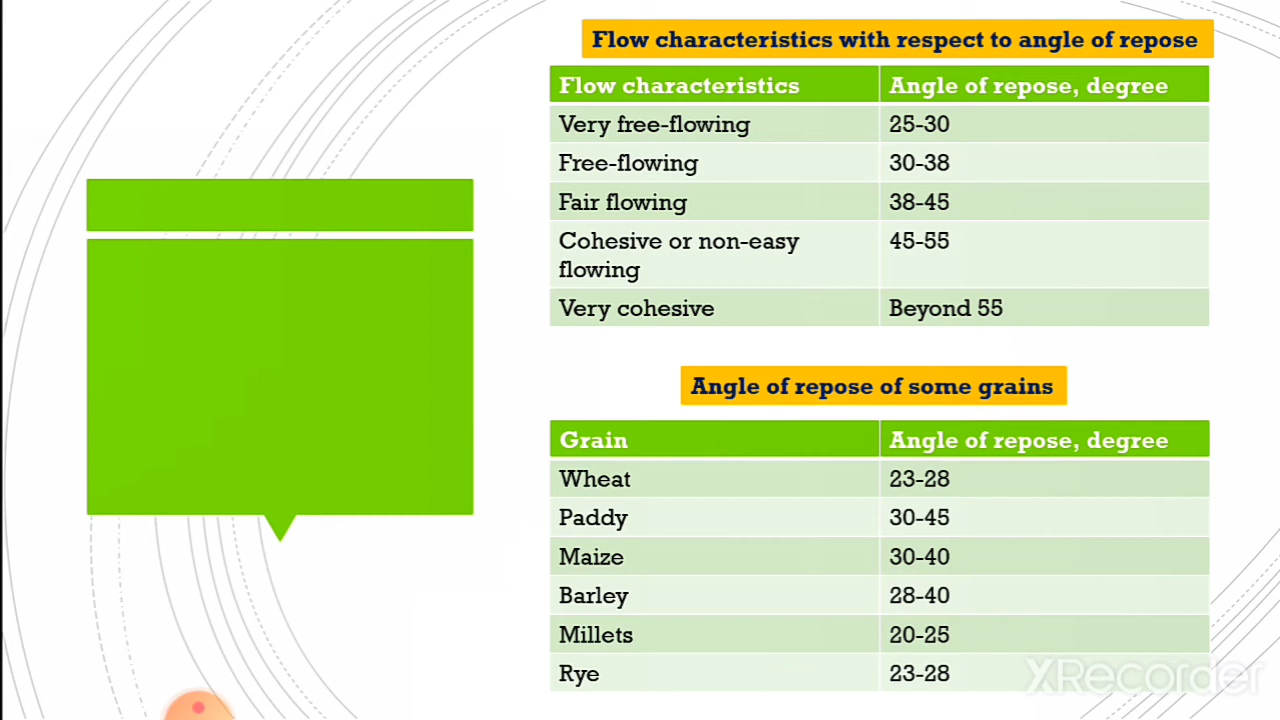 Flow characteristics with respect to angle of repose
Flow characteristics Angle of repose, degree
Very free-flowing 25-30
Free-flowing 30-38
Fair flowing 38-45
Cohesive or non-easy 45-55
flowing
Very cohesive Beyond 55
Angle of repose of some grains
Grain Angle of repose, degree
Wheat 23-28
Paddy 30-45
Maize 30-40
Barley 28-40
Millets 20-25
Rye 23-28
XRecorder